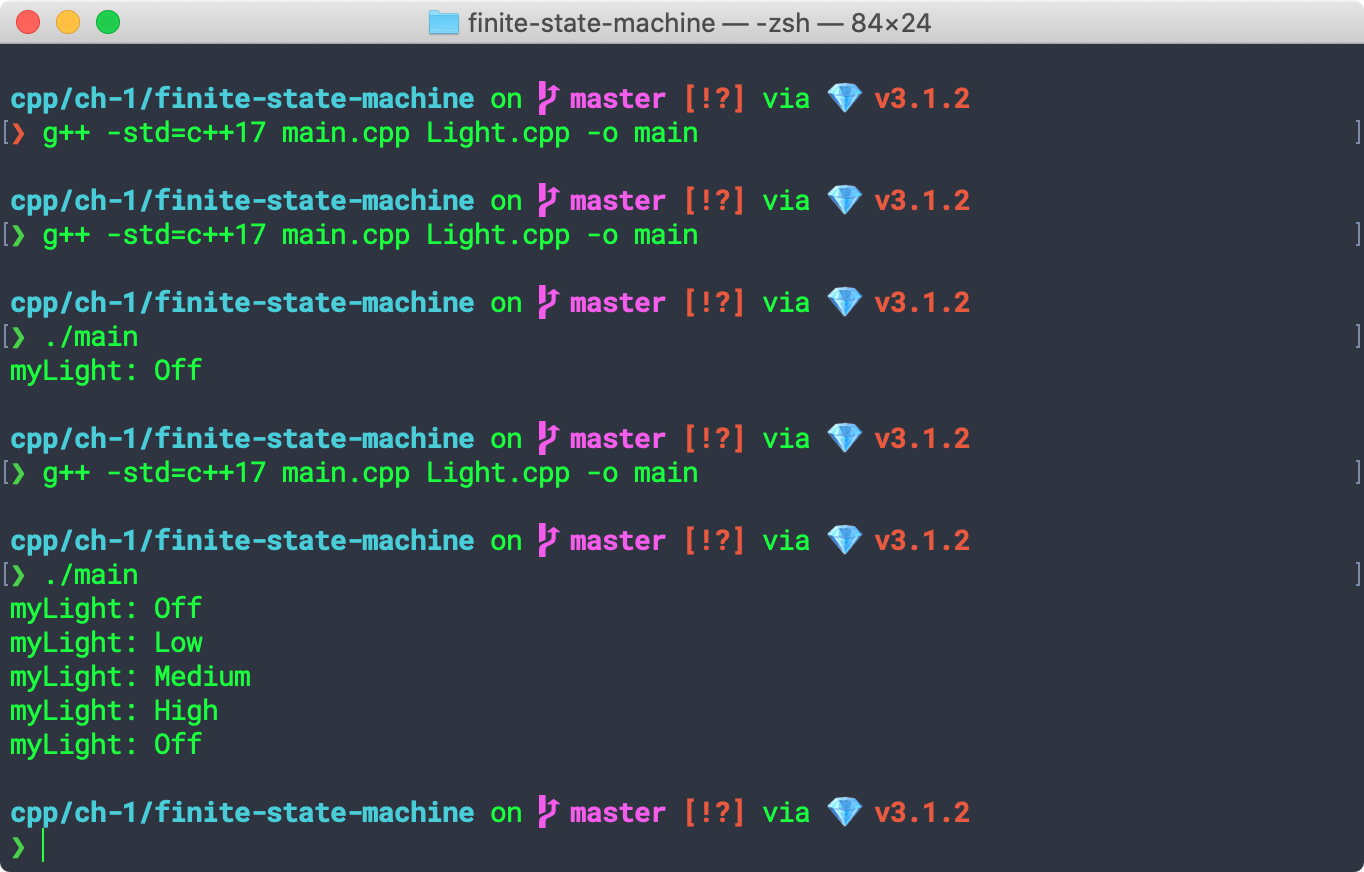 finite-state-machine — -zsh — 84×24
cpp/ch-1/finite-state-machine on master [!?] via 💎 v3.1.2
[❯ g++ -std=c++17 main.cpp Light.cpp -o main ]
cpp/ch-1/finite-state-machine on master [!?] via 💎 v3.1.2
[❯ g++ -std=c++17 main.cpp Light.cpp -o main ]
cpp/ch-1/finite-state-machine on master [!?] via 💎 v3.1.2
[❯ ./main ]
myLight: Off
cpp/ch-1/finite-state-machine on master [!?] via 💎 v3.1.2
[❯ g++ -std=c++17 main.cpp Light.cpp -o main ]
cpp/ch-1/finite-state-machine on master [!?] via 💎 v3.1.2
[❯ ./main ]
myLight: Off
myLight: Low
myLight: Medium
myLight: High
myLight: Off
cpp/ch-1/finite-state-machine on master [!?] via 💎 v3.1.2
❯